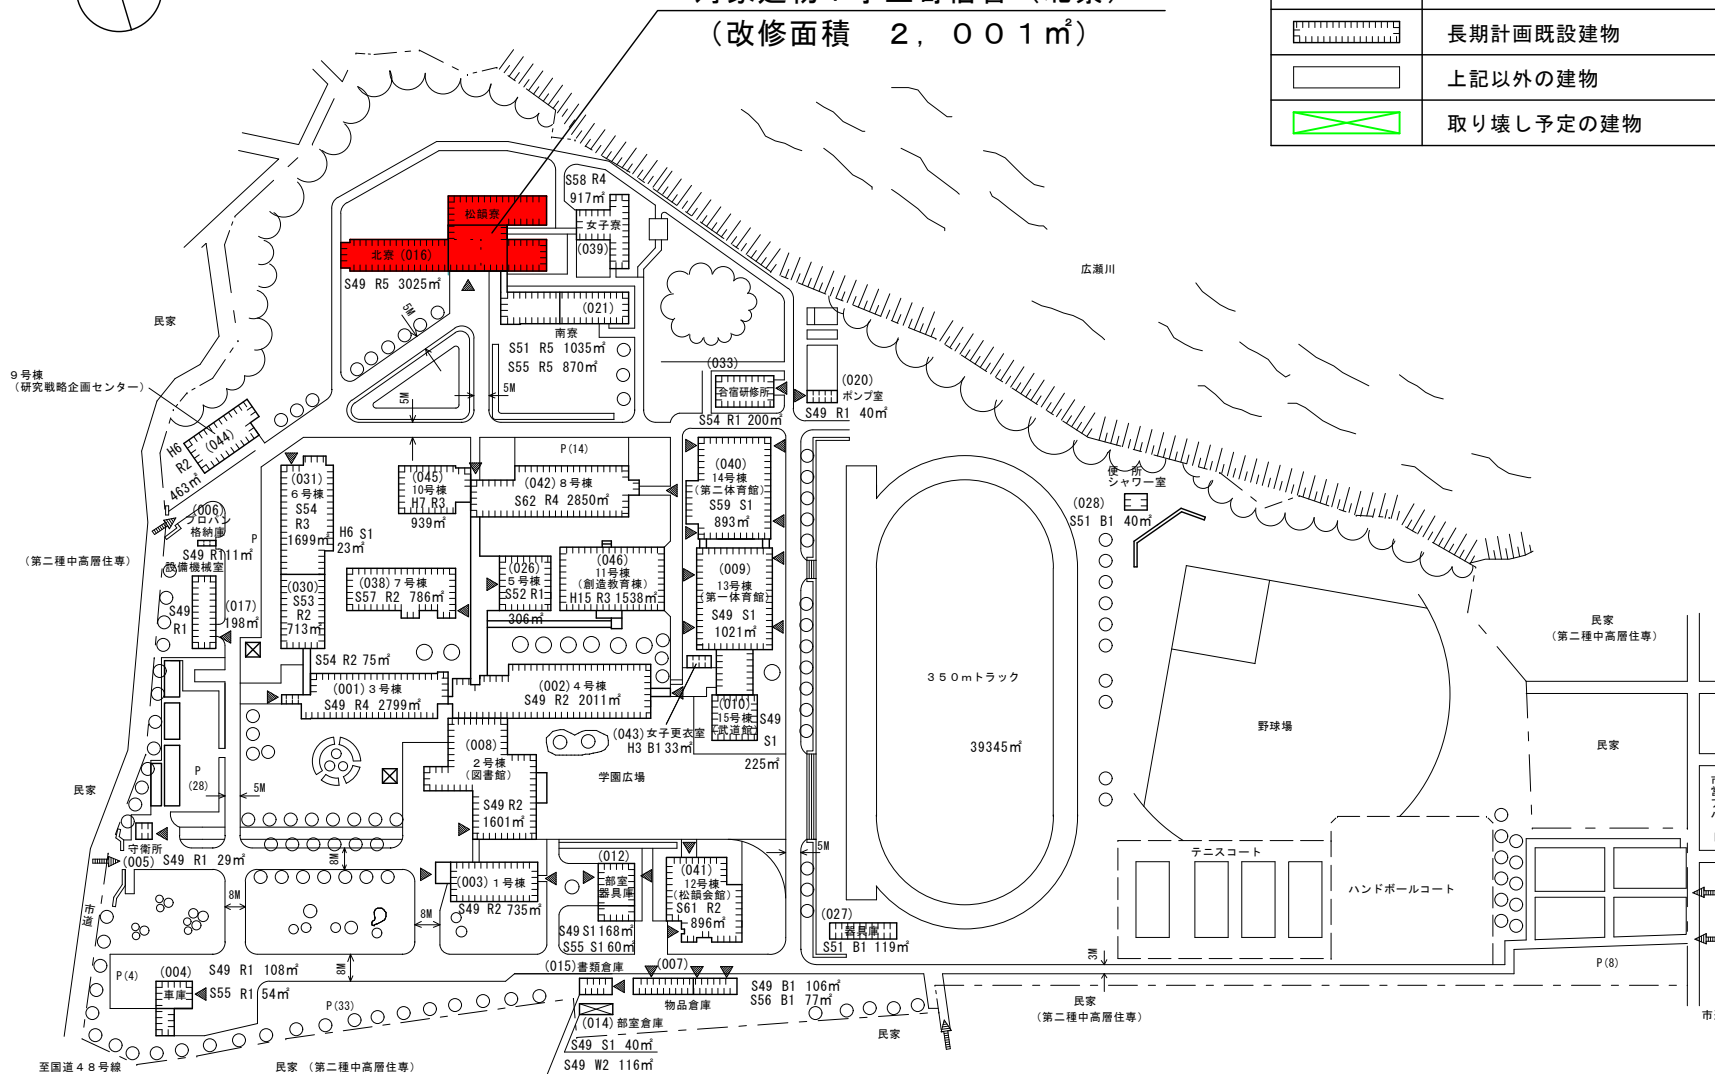 （改修面積　２，００１㎡）
長期計画既設建物
上記以外の建物
取り壊し予定の建物
S58 R4
917㎡
松韻寮
女子寮
(039)
北寮 (016)
S49 R5 3025㎡
広瀬川
(021)
南寮
S51 R5 1035㎡
S55 R5 870㎡
民家
5M
5M
5M
９号棟
（研究戦略企画センター）
(033)
合宿研修所
S54 R1 200㎡
(020)
ポンプ室
S49 R1 40㎡
(044)
H6
R2
463㎡
P(14)
(031)
６号棟
S54
R3
1699㎡
H6 S1
23㎡
(045)
10号棟
H7 R3
939㎡
(042) ８号棟
S62 R4 2850㎡
(040)
14号棟
（第二体育館）
S59 S1
893㎡
便　所
シャワー室
(028)
S51 B1 40㎡
(006)
プロパン
格納庫
S49 R1 11㎡
P
設備機械室
（第二種中高層住専）
(017)
S49
R1
198㎡
(030)
S53
R2
713㎡
(038) ７号棟
S57 R2 786㎡
(026)
５号棟
S52 R1
306㎡
(046)
11号棟
（創造教育棟）
H15 R3 1538㎡
(009)
13号棟
（第一体育館）
S49 S1
1021㎡
民家
（第二種中高層住専）
S54 R2 75㎡
(001) ３号棟
S49 R4 2799㎡
(002) ４号棟
S49 R2 2011㎡
３５０ｍトラック
39345㎡
野球場
民家
(010)
15号棟
（武道館）
S49
S1
225㎡
(043) 女子更衣室
H3 B1 33㎡
(008)
２号棟
（図書館）
S49 R2
1601㎡
学園広場
民家
P
(28)
5M
守衛所
(005) S49 R1 29㎡
8M
5M
テニスコート
ハンドボールコート
(003) １号棟
S49 R2 735㎡
(012)
部室
器具庫
S49 S1 168㎡
S55 S1 60㎡
(041)
12号棟
（松韻会館）
S61 R2
896㎡
市道
8M
8M
8M
(027)
器具庫
S51 B1 119㎡
3M
P(8)
P(4)
(004)
S49 R1 108㎡
車庫
S55 R1 54㎡
(015) 書類倉庫
(007)
S49 B1 106㎡
S56 B1 77㎡
物品倉庫
P(33)
(014) 部室倉庫
S49 S1 40㎡
S49 W2 116㎡
民家
民家
（第二種中高層住専）
至国道４８号線
民家 （第二種中高層住専）